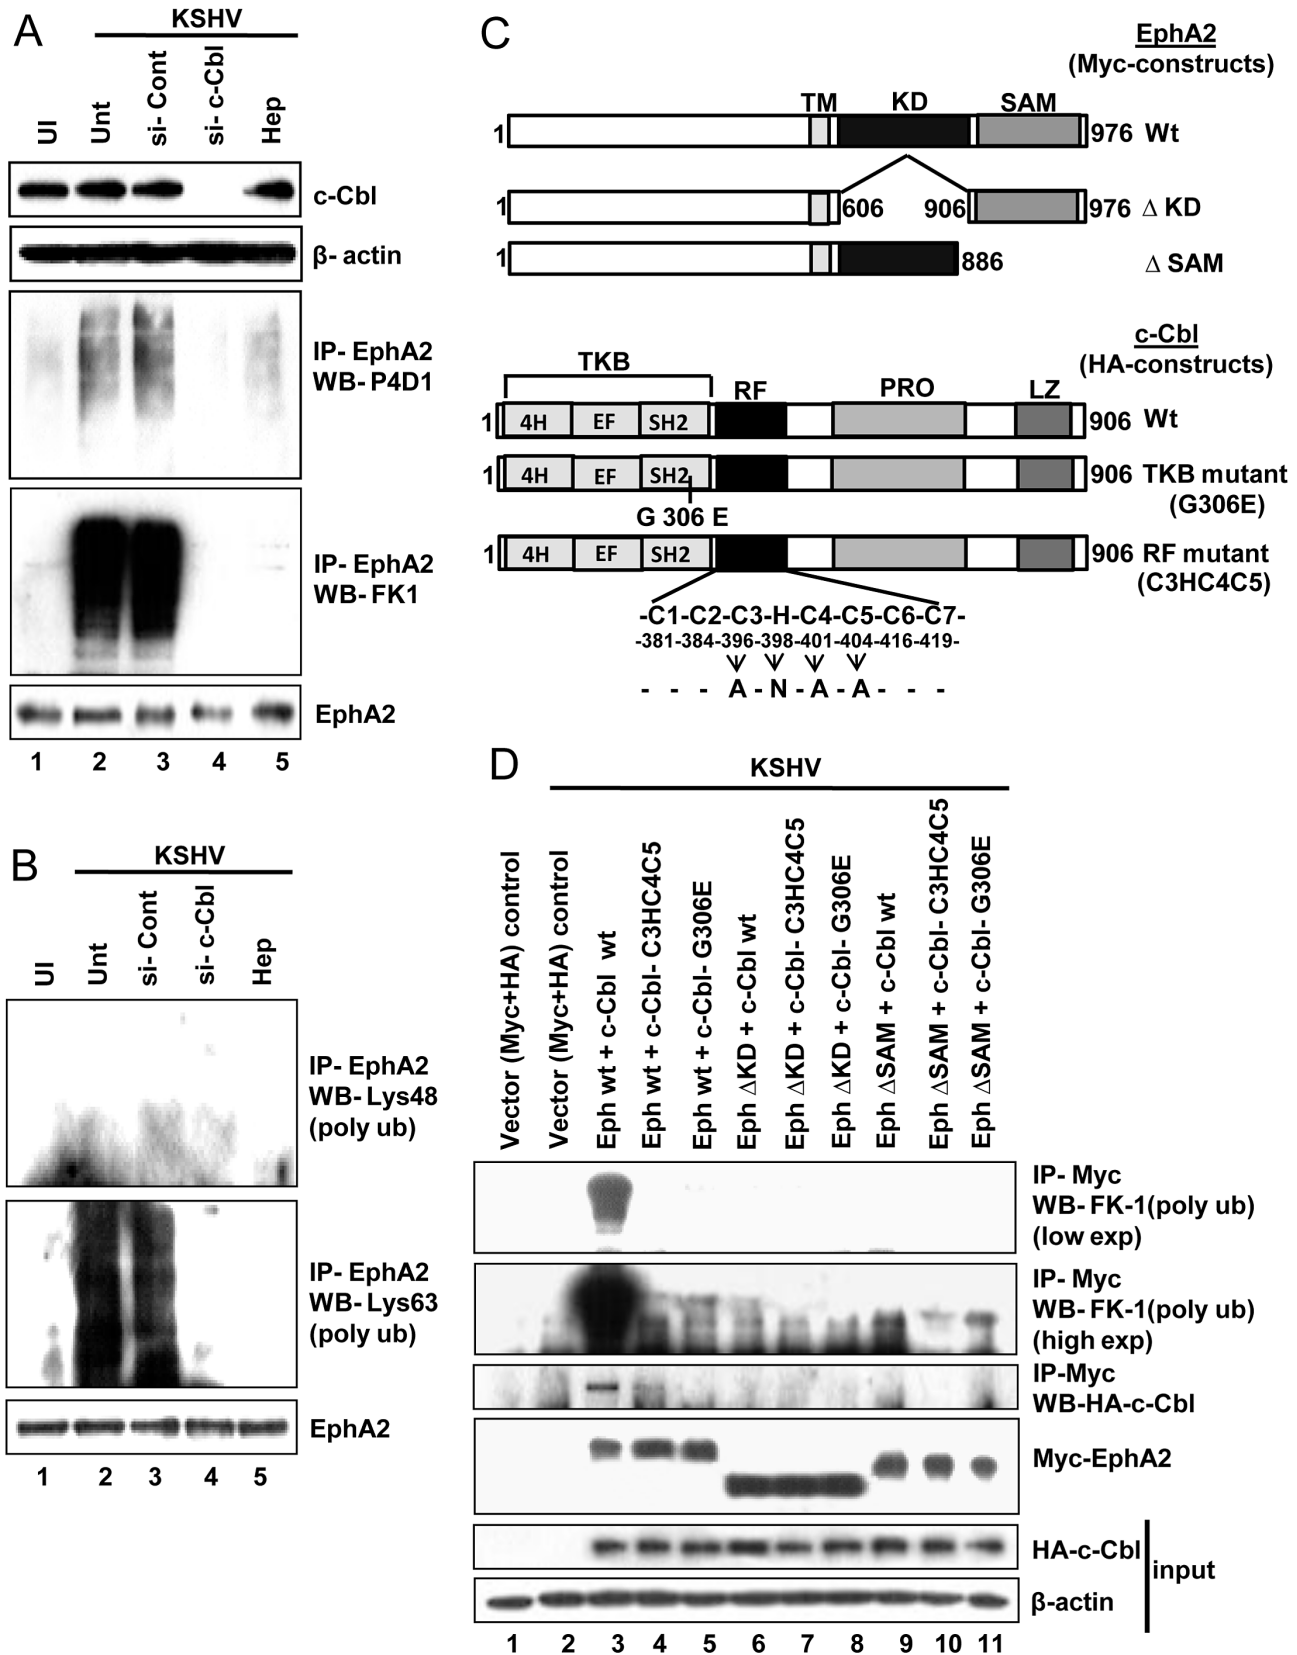 A
KSHV
UI
Unt
si- Cont
si- c-Cbl
Hep
c-Cbl
β- actin
IP- EphA2
WB- P4D1
IP- EphA2
WB- FK1
EphA2
1 2 3 4 5
B
KSHV
UI
Unt
si- Cont
si- c-Cbl
Hep
IP- EphA2
WB- Lys48
(poly ub)
IP- EphA2
WB- Lys63
(poly ub)
EphA2
1 2 3 4 5
C
EphA2
(Myc-constructs)
TM KD SAM
1 976 Wt
1 606 906 976 Δ KD
1 886 Δ SAM
c-Cbl
(HA-constructs)
TKB
RF PRO LZ
1 4H EF SH2 906 Wt
1 4H EF SH2 906 TKB mutant
(G306E)
G 306 E
1 4H EF SH2 906 RF mutant
(C3HC4C5)
-C1-C2-C3-H-C4-C5-C6-C7-
-381-384-396-398-401-404-416-419-
- - - A - N - A - A - - -
D
KSHV
Vector (Myc+HA) control
Vector (Myc+HA) control
Eph wt + c-Cbl wt
Eph wt + c-Cbl- C3HC4C5
Eph wt + c-Cbl- G306E
Eph ΔKD + c-Cbl wt
Eph ΔKD + c-Cbl- C3HC4C5
Eph ΔKD + c-Cbl- G306E
Eph ΔSAM + c-Cbl wt
Eph ΔSAM + c-Cbl- C3HC4C5
Eph ΔSAM + c-Cbl- G306E
IP- Myc
WB- FK-1(poly ub)
(low exp)
IP- Myc
WB- FK-1(poly ub)
(high exp)
IP-Myc
WB-HA-c-Cbl
Myc-EphA2
HA-c-Cbl
input
β-actin
1 2 3 4 5 6 7 8 9 10 11